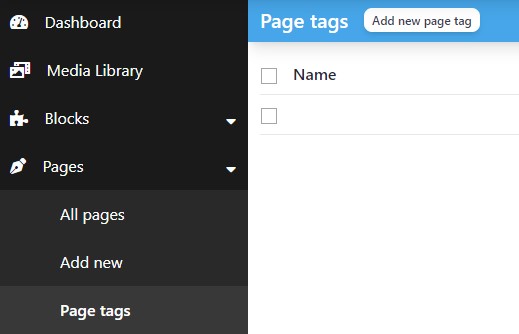 Dashboard
Media Library
Blocks
Pages
All pages
Add new
Page tags
Page tags Add new page tag
Name